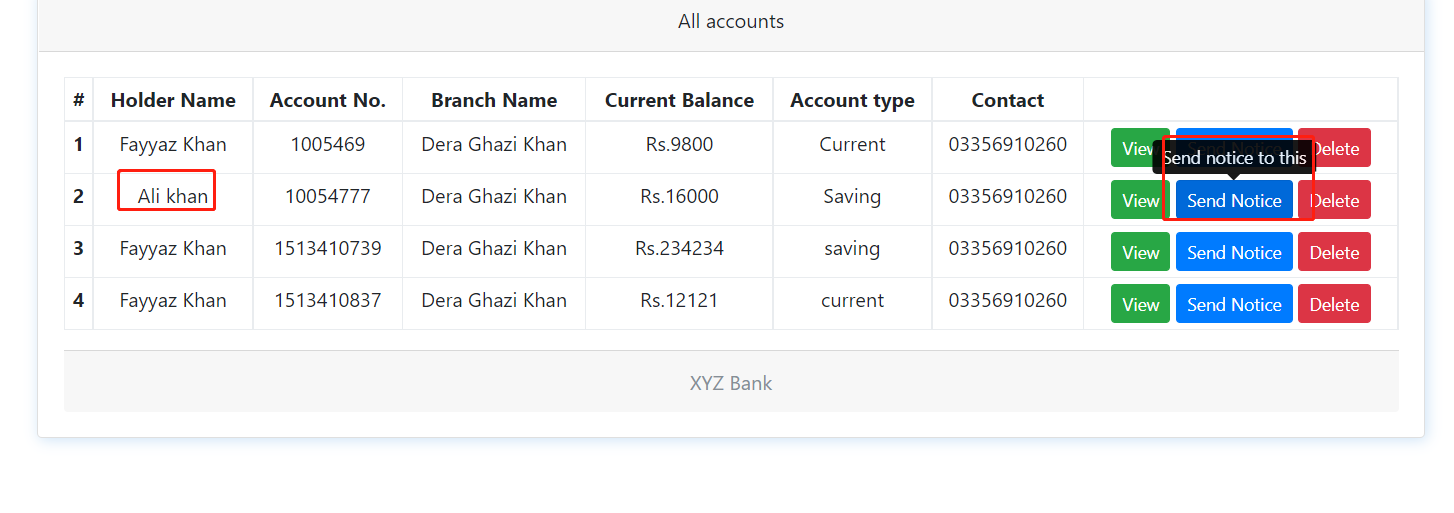 All accounts
# Holder Name Account No. Branch Name Current Balance Account type Contact
1 Fayyaz Khan 1005469 Dera Ghazi Khan Rs.9800 Current 03356910260 View Send Notice Delete
Send notice to this
2 Ali khan 10054777 Dera Ghazi Khan Rs.16000 Saving 03356910260 View Send Notice Delete
3 Fayyaz Khan 1513410739 Dera Ghazi Khan Rs.234234 saving 03356910260 View Send Notice Delete
4 Fayyaz Khan 1513410837 Dera Ghazi Khan Rs.12121 current 03356910260 View Send Notice Delete
XYZ Bank